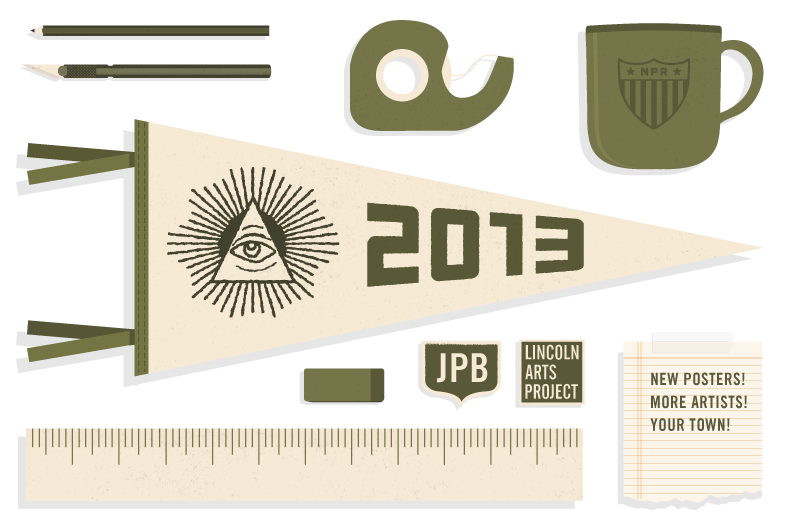 NPR
2013
JPB
LINCOLN
ARTS
PROJECT
NEW POSTERS!
MORE ARTISTS!
YOUR TOWN!